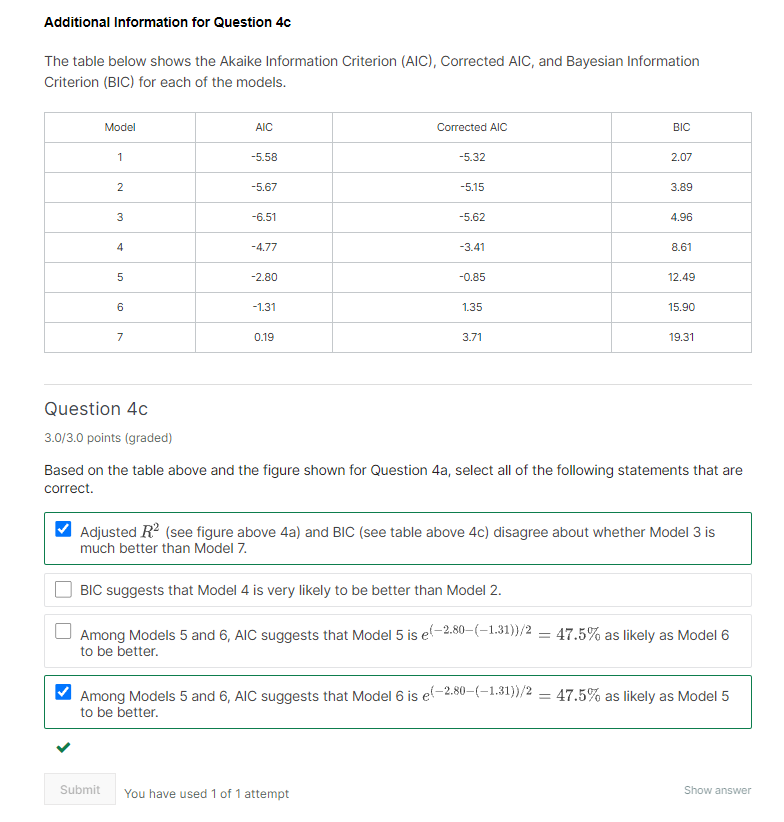 Additional Information for Question 4c
The table below shows the Akaike Information Criterion (AIC), Corrected AIC, and Bayesian Information
Criterion (BIC) for each of the models.
Model AIC Corrected AIC BIC
1 -5.58 -5.32 2.07
2 -5.67 -5.15 3.89
3 -6.51 -5.62 4.96
4 -4.77 -3.41 8.61
5 -2.80 -0.85 12.49
6 -1.31 1.35 15.90
7 0.19 3.71 19.31
Question 4c
3.0/3.0 points (graded)
Based on the table above and the figure shown for Question 4a, select all of the following statements that are
correct.
Adjusted R² (see figure above 4a) and BIC (see table above 4c) disagree about whether Model 3 is
much better than Model 7.
BIC suggests that Model 4 is very likely to be better than Model 2.
Among Models 5 and 6, AIC suggests that Model 5 is e^(−2.80−(−1.31))/2 = 47.5% as likely as Model 6
to be better.
Among Models 5 and 6, AIC suggests that Model 6 is e^(−2.80−(−1.31))/2 = 47.5% as likely as Model 5
to be better.
Submit You have used 1 of 1 attempt Show answer